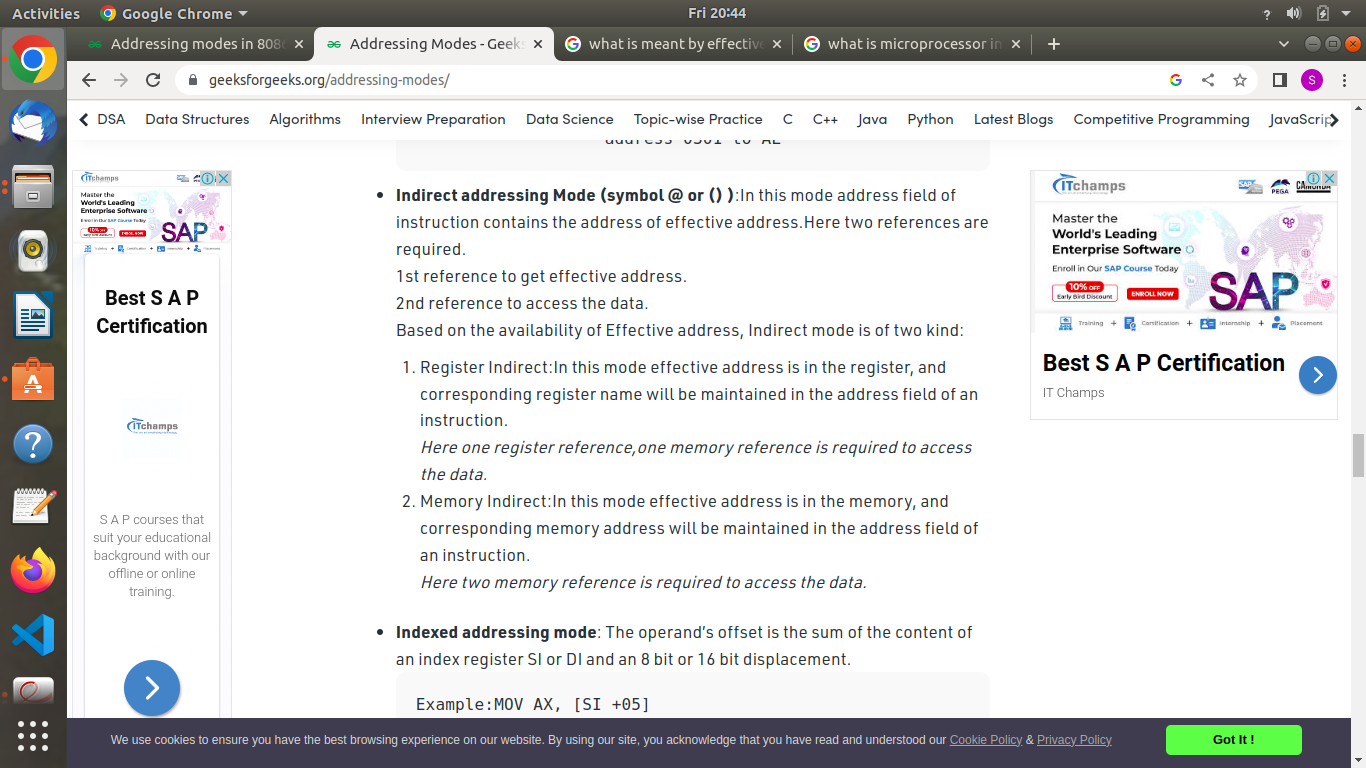 Activities Google Chrome Fri 20:44
Addressing modes in 808 Addressing Modes - Geeks what is meant by effectiv what is microprocessor in
geeksforgeeks.org/addressing-modes/ S
DSA Data Structures Algorithms Interview Preparation Data Science Topic-wise Practice C C++ Java Python Latest Blogs Competitive Programming JavaScrip
address 0301 to AL
• Indirect addressing Mode (symbol @ or () ):In this mode address field of
instruction contains the address of effective address.Here two references are
required.
1st reference to get effective address.
2nd reference to access the data.
Based on the availability of Effective address, Indirect mode is of two kind:
1. Register Indirect:In this mode effective address is in the register, and
corresponding register name will be maintained in the address field of an
instruction.
Here one register reference,one memory reference is required to access
the data.
2. Memory Indirect:In this mode effective address is in the memory, and
corresponding memory address will be maintained in the address field of
an instruction.
Here two memory reference is required to access the data.
• Indexed addressing mode: The operand's offset is the sum of the content of
an index register SI or DI and an 8 bit or 16 bit displacement.
Example:MOV AX, [SI +05]
ITchamps
Master the
World's Leading
Enterprise Software
Enroll in Our SAP Course Today
10% OFF
Early Bird Discount
ENROLL NOW
SAP
Best S A P
Certification
ITchamps
S A P courses that
suit your educational
background with our
offline or online
training.
ITchamps SAP PEGA
Master the
World's Leading
Enterprise Software
Enroll in Our SAP Course Today
10% OFF
Early Bird Discount
ENROLL NOW
SAP
Training + Certification + Internship + Placement
Best S A P Certification
IT Champs
We use cookies to ensure you have the best browsing experience on our website. By using our site, you acknowledge that you have read and understood our Cookie Policy & Privacy Policy
Got It !